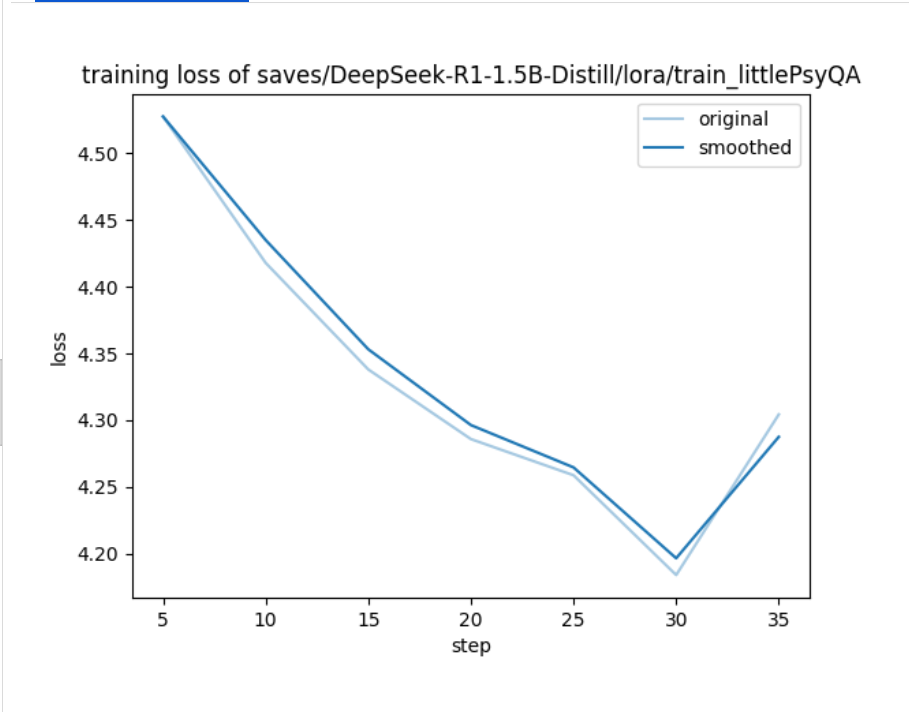 training loss of saves/DeepSeek-R1-1.5B-Distill/lora/train_littlePsyQA
original
smoothed
4.50
4.45
4.40
4.35
4.30
4.25
4.20
loss
5 10 15 20 25 30 35
step